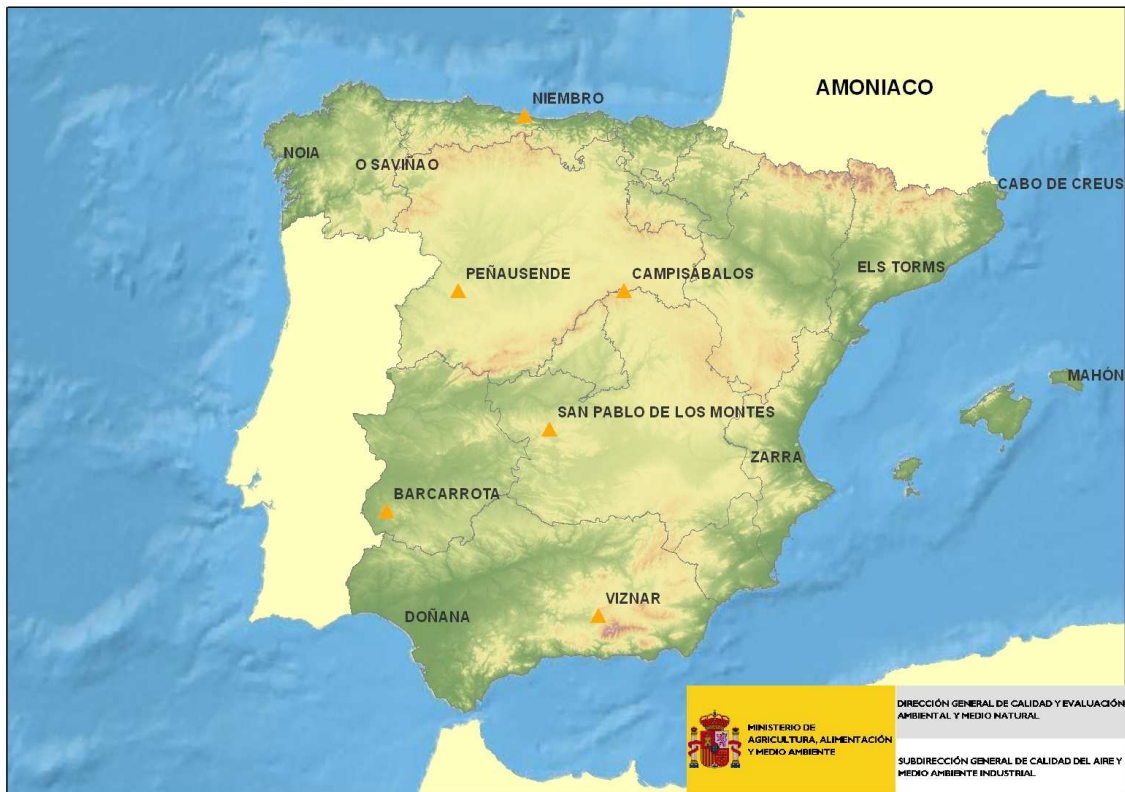 AMONIACO
NIEMBRO
NOIA
O SAVIÑAO
CABO DE CREUS
PEÑAUSENDE
CAMPISÁBALOS
ELS TORMS
MAHÓN
SAN PABLO DE LOS MONTES
ZARRA
BARCARROTA
VIZNAR
DOÑANA
MINISTERIO DE
AGRICULTURA, ALIMENTACIÓN
Y MEDIO AMBIENTE
DIRECCIÓN GENERAL DE CALIDAD Y EVALUACIÓN
AMBIENTAL Y MEDIO NATURAL
SUBDIRECCIÓN GENERAL DE CALIDAD DEL AIRE Y
MEDIO AMBIENTE INDUSTRIAL